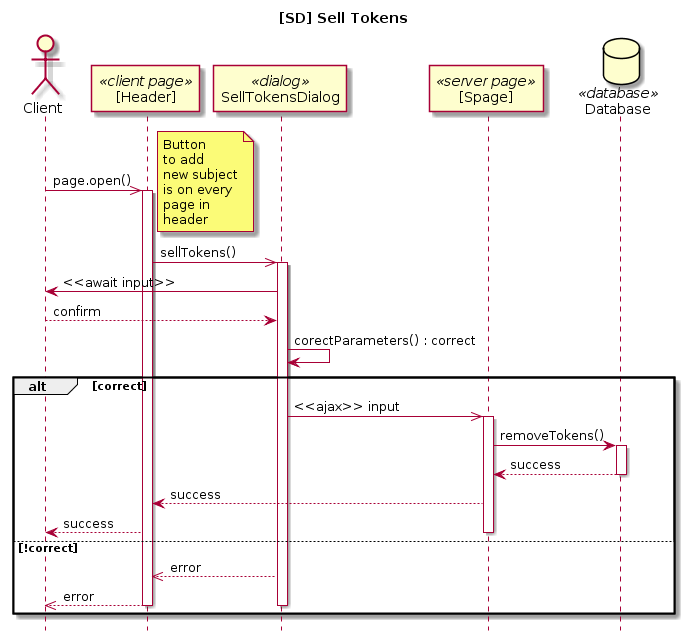 [SD] Sell Tokens
Client
«client page»
[Header]
«dialog»
SellTokensDialog
«server page»
[Spage]
«database»
Database
Button
to add
new subject
is on every
page in
header
page.open()
sellTokens()
<<await input>>
confirm
corectParameters() : correct
alt [correct]
<<ajax>> input
removeTokens()
success
success
success
[!correct]
error
error